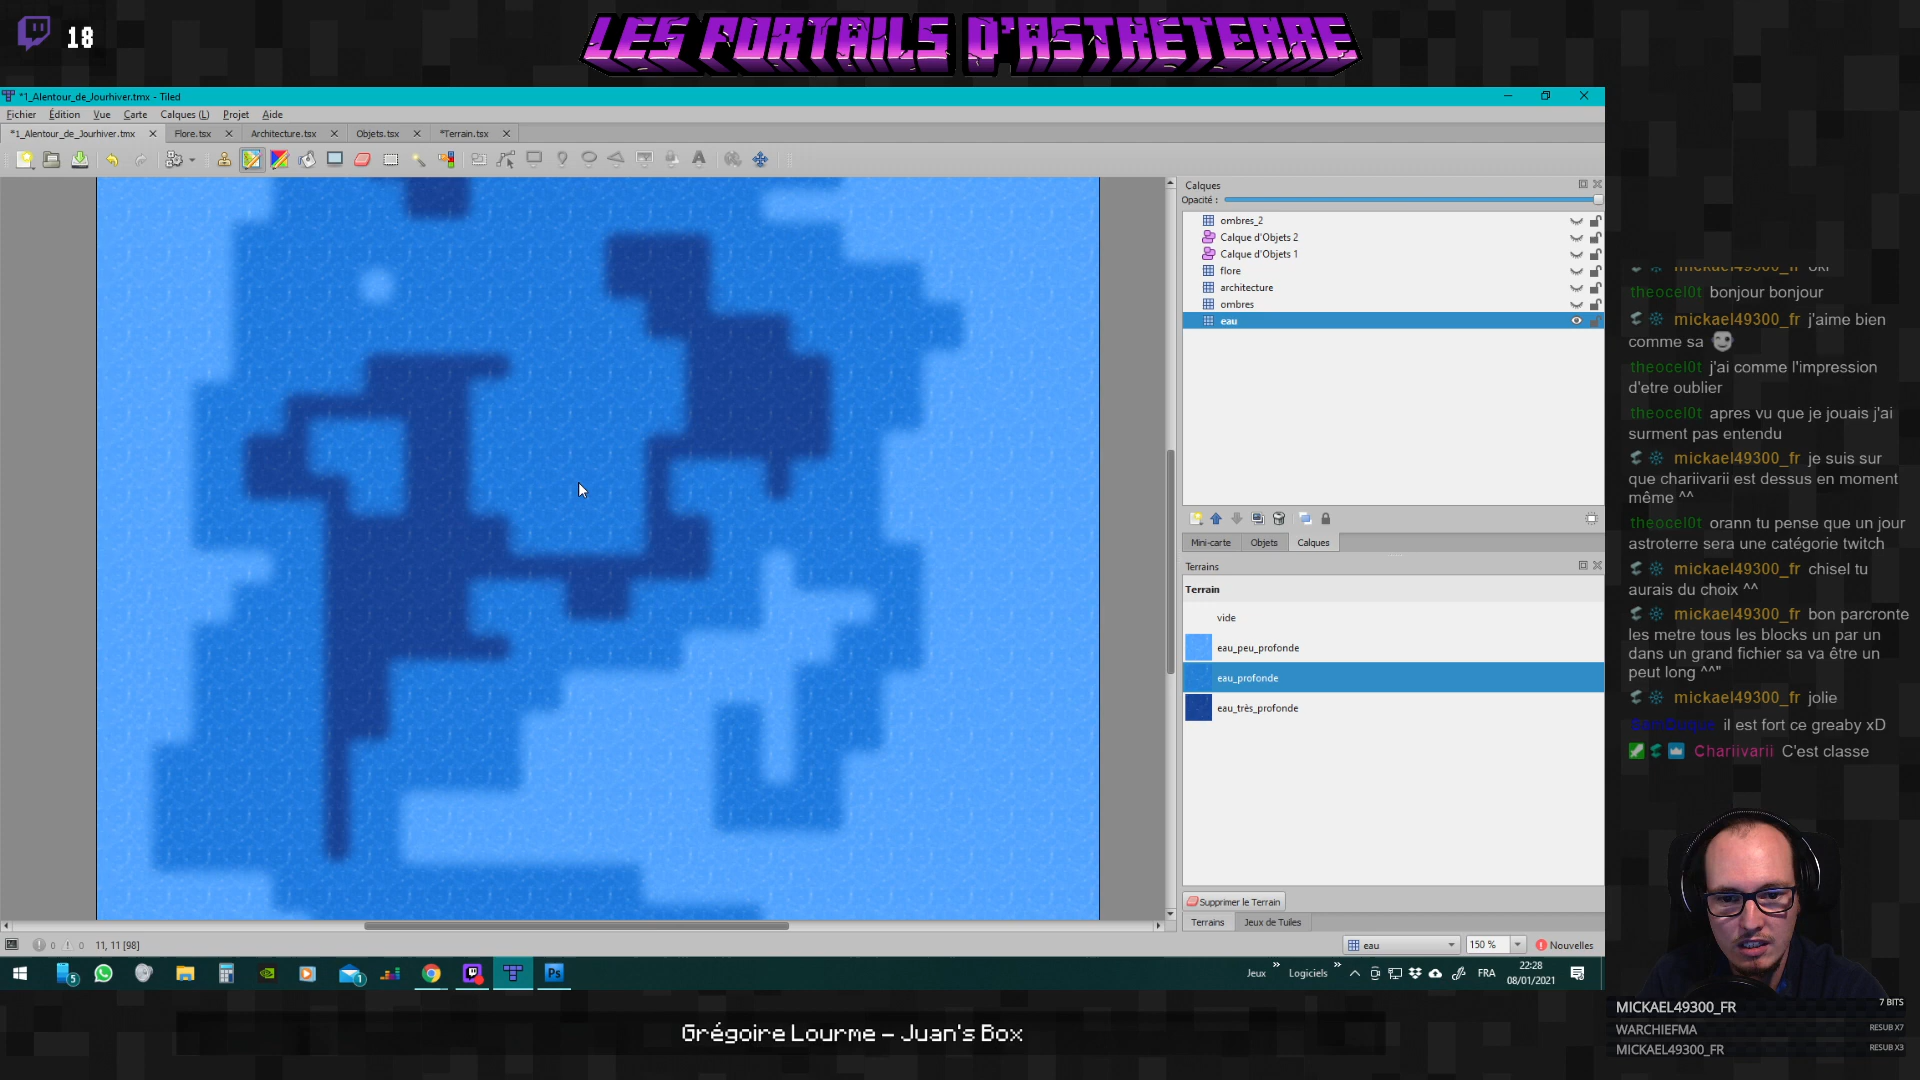 18
LES PORTAILS D'ASTRETERRE
*1_Alentour_de_Jourhiver.tmx - Tiled
Fichier Édition Vue Carte Calques (L) Projet Aide
*1_Alentour_de_Jourhiver.tmx Flore.tsx Architecture.tsx Objets.tsx *Terrain.tsx
Calques
Opacité :
ombres_2
Calque d'Objets 2
Calque d'Objets 1
flore
architecture
ombres
eau
Mini-carte Objets Calques
Terrains
Terrain
vide
eau_peu_profonde
eau_profonde
eau_très_profonde
Supprimer le Terrain
Terrains Jeux de Tuiles
0 0 11, 11 [98]
eau 150 % Nouvelles
5 1 Ps Jeux » Logiciels » FRA 22:28
08/01/2021
mickael49300_fr oki
theocel0t bonjour bonjour
mickael49300_fr j'aime bien
comme sa
theocel0t j'ai comme l'impression
d'etre oublier
theocel0t apres vu que je jouais j'ai
surment pas entendu
mickael49300_fr je suis sur
que chariivarii est dessus en moment
même ^^
theocel0t orann tu pense que un jour
astroterre sera une catégorie twitch
mickael49300_fr chisel tu
aurais du choix ^^
mickael49300_fr bon parcronte
les metre tous les blocks un par un
dans un grand fichier sa va être un
peut long ^^"
mickael49300_fr jolie
il est fort ce greaby xD
Chariivarii C'est classe
MICKAEL49300_FR 7 BITS
WARCHIEFMA RESUB X7
MICKAEL49300_FR RESUB X3
Grégoire Lourme – Juan's Box